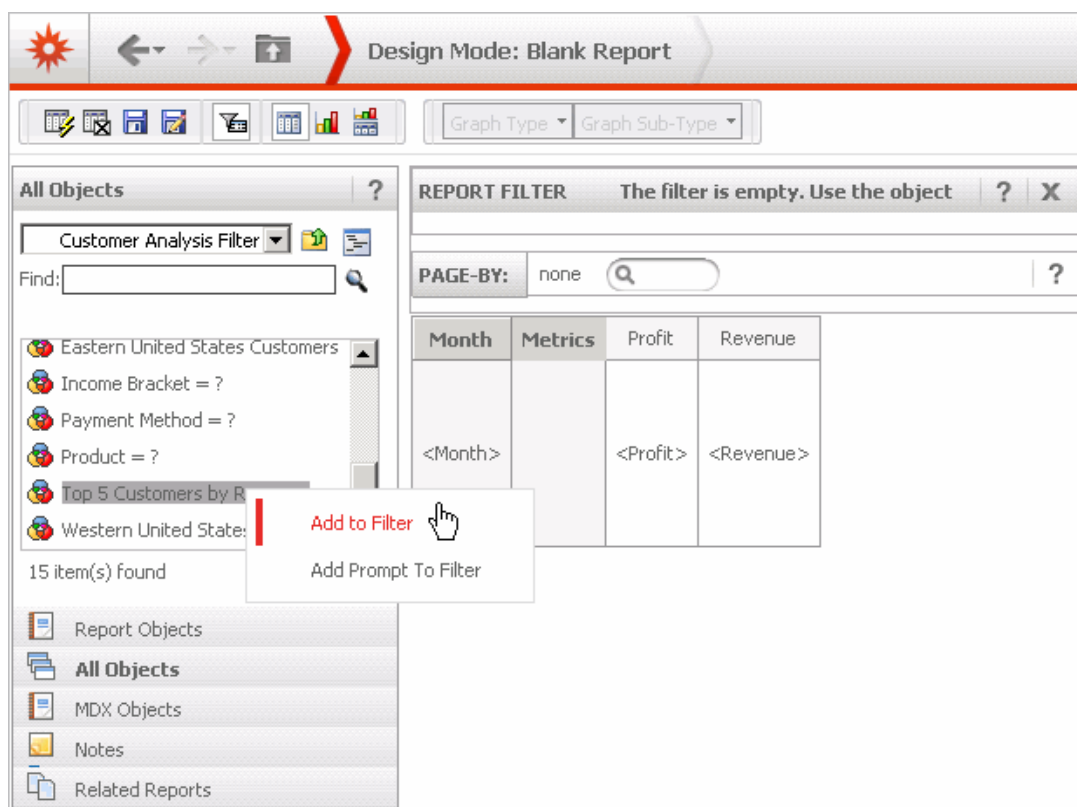 Design Mode: Blank Report
Graph Type Graph Sub-Type
All Objects ?
Customer Analysis Filter
Find:
Eastern United States Customers
Income Bracket = ?
Payment Method = ?
Product = ?
Top 5 Customers by R
Western United States
15 item(s) found
Add to Filter
Add Prompt To Filter
Report Objects
All Objects
MDX Objects
Notes
Related Reports
REPORT FILTER The filter is empty. Use the object ? X
PAGE-BY: none ?
Month Metrics Profit Revenue
<Month> <Profit> <Revenue>